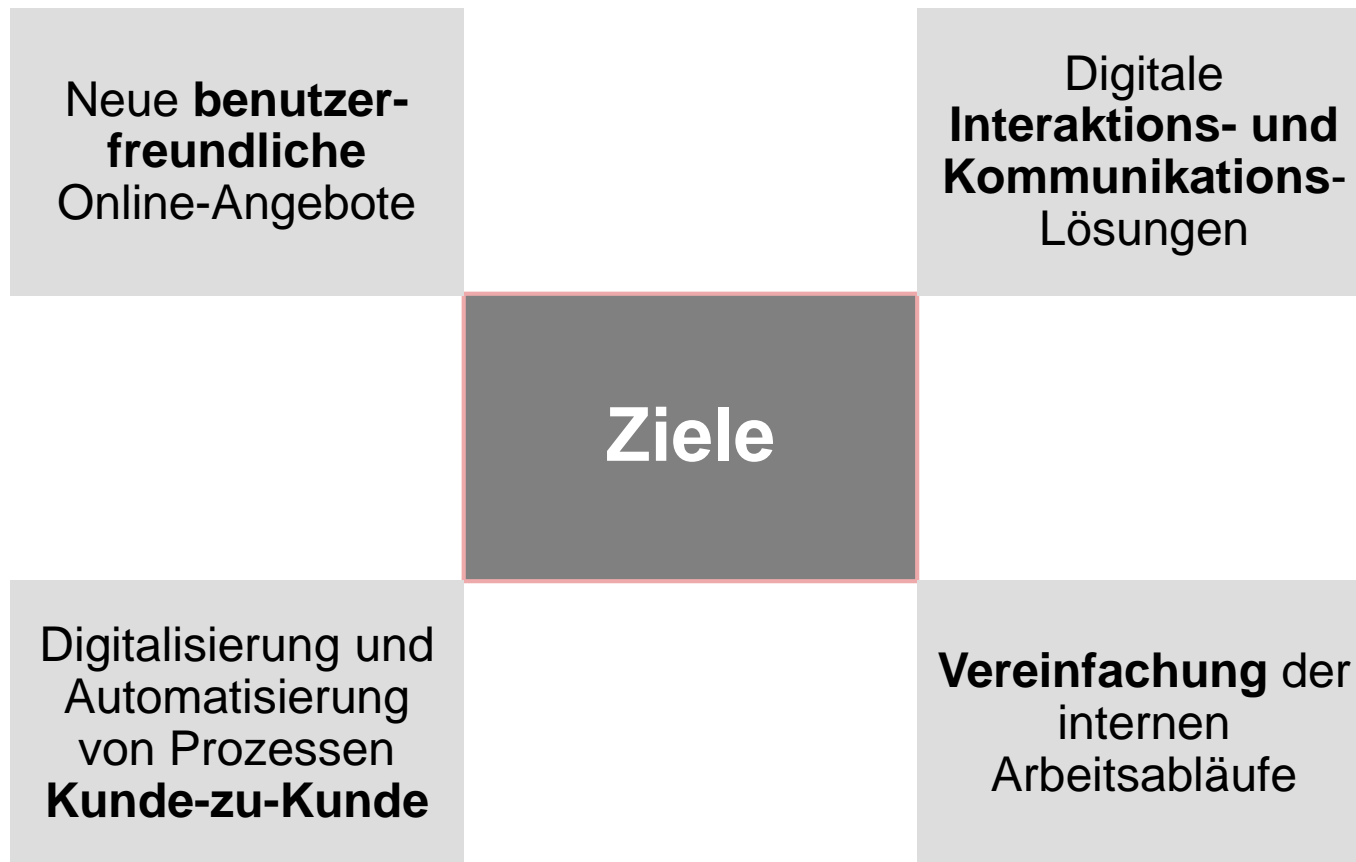 Neue benutzer-
freundliche
Online-Angebote
Digitale
Interaktions- und
Kommunikations-
Lösungen
Ziele
Digitalisierung und
Automatisierung
von Prozessen
Kunde-zu-Kunde
Vereinfachung der
internen
Arbeitsabläufe